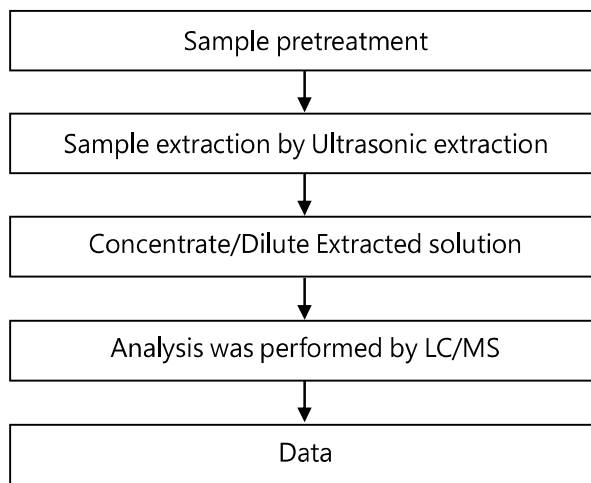 Sample pretreatment
Sample extraction by Ultrasonic extraction
Concentrate/Dilute Extracted solution
Analysis was performed by LC/MS
Data